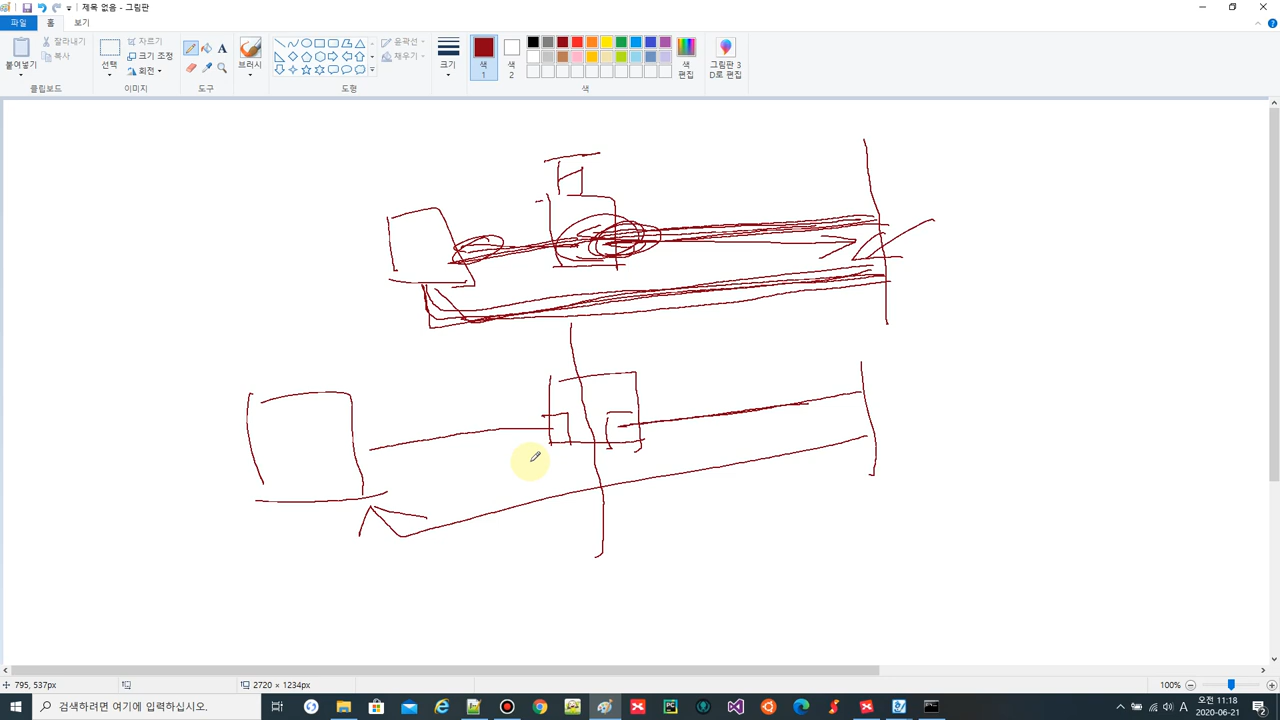 제목 없음 - 그림판
파일 홈 보기
붙여넣기
잘라내기
복사
클립보드
선택
자르기
크기 조정
회전
이미지
A
도구
브러시
윤곽선
채우기
도형
크기
색
1
색
2
색
편집
색
그림판 3
D로 편집
795, 537px
2720 × 1234px
100%
검색하려면 여기에 입력하십시오.
A
오전 11:18
2020-06-21